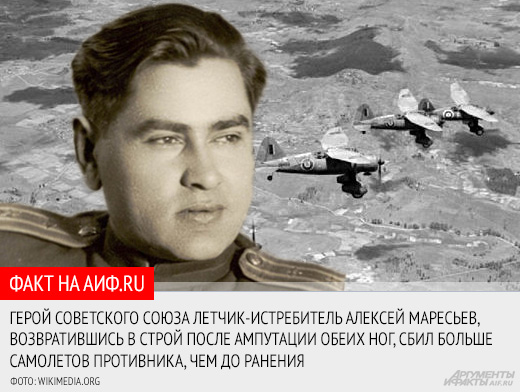 ФАКТ НА АИФ.RU
ГЕРОЙ СОВЕТСКОГО СОЮЗА ЛЕТЧИК-ИСТРЕБИТЕЛЬ АЛЕКСЕЙ МАРЕСЬЕВ,
ВОЗВРАТИВШИСЬ В СТРОЙ ПОСЛЕ АМПУТАЦИИ ОБЕИХ НОГ, СБИЛ БОЛЬШЕ
САМОЛЕТОВ ПРОТИВНИКА, ЧЕМ ДО РАНЕНИЯ
ФОТО: WIKIMEDIA.ORG
АРГУМЕНТЫ
И ФАКТЫ AIF.RU